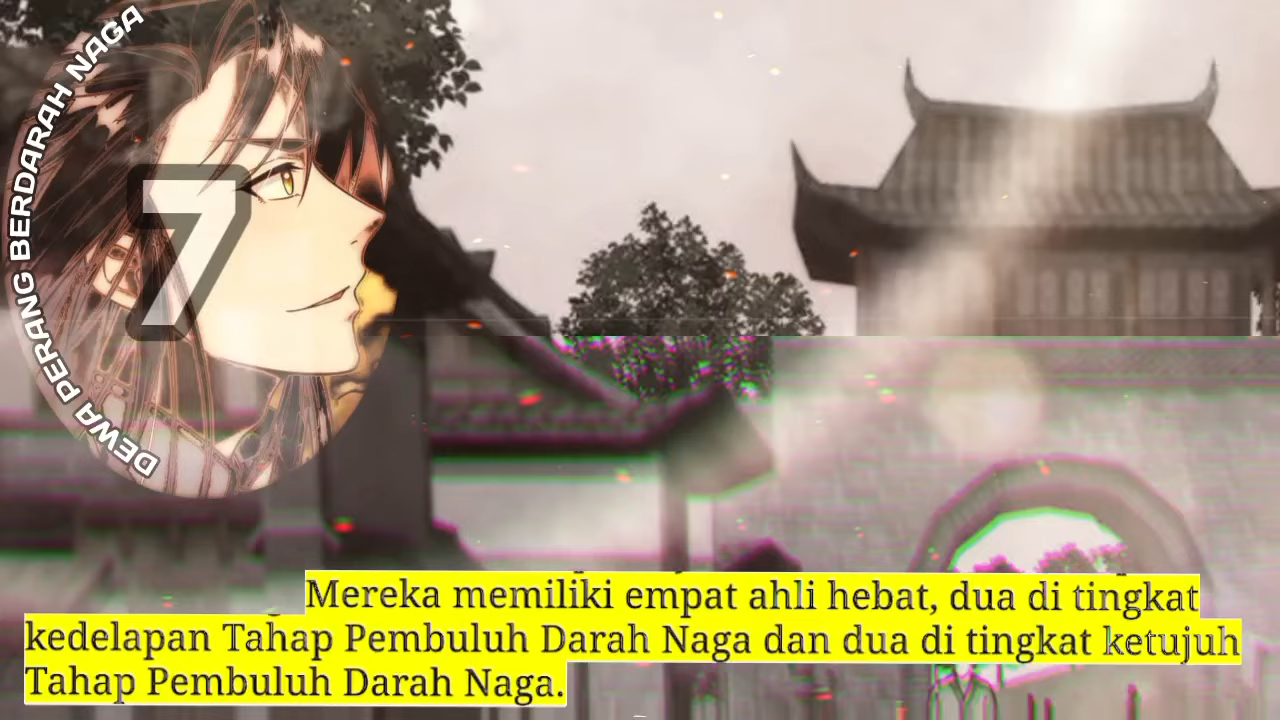 DEWA PERANG BERDARAH NAGA
7
Mereka memiliki empat ahli hebat, dua di tingkat
kedelapan Tahap Pembuluh Darah Naga dan dua di tingkat ketujuh
Tahap Pembuluh Darah Naga.